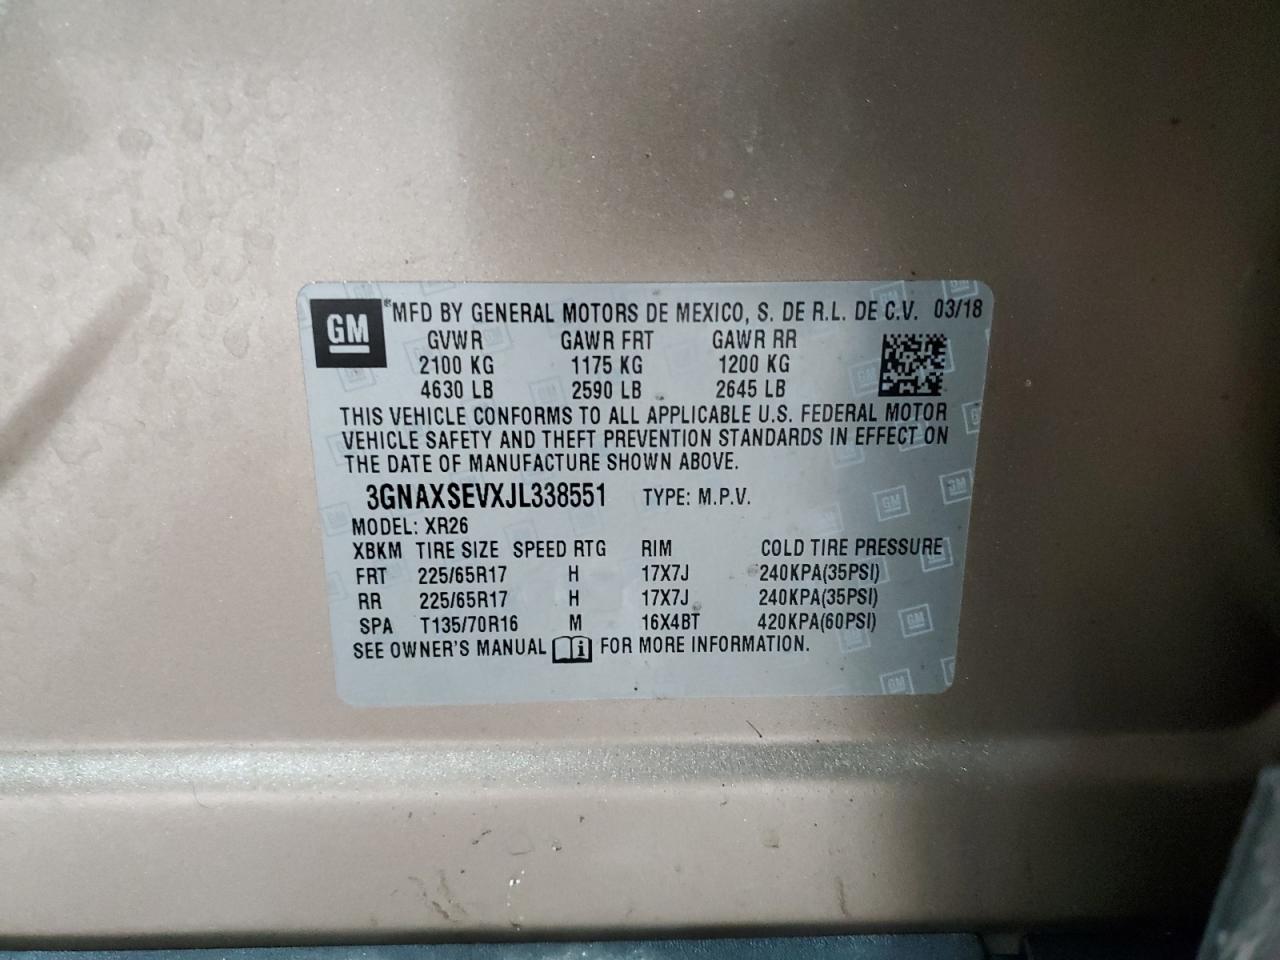 GM ® MFD BY GENERAL MOTORS DE MEXICO, S. DE R.L. DE C.V. 03/18
GVWR GAWR FRT GAWR RR
2100 KG 1175 KG 1200 KG
4630 LB 2590 LB 2645 LB
THIS VEHICLE CONFORMS TO ALL APPLICABLE U.S. FEDERAL MOTOR
VEHICLE SAFETY AND THEFT PREVENTION STANDARDS IN EFFECT ON
THE DATE OF MANUFACTURE SHOWN ABOVE.
3GNAXSEVXJL338551 TYPE: M.P.V.
MODEL: XR26
XBKM TIRE SIZE SPEED RTG RIM COLD TIRE PRESSURE
FRT 225/65R17 H 17X7J 240KPA(35PSI)
RR 225/65R17 H 17X7J 240KPA(35PSI)
SPA T135/70R16 M 16X4BT 420KPA(60PSI)
SEE OWNER'S MANUAL FOR MORE INFORMATION.